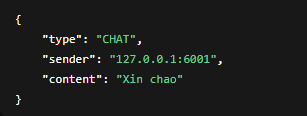 {
    "type": "CHAT",
    "sender": "127.0.0.1:6001",
    "content": "Xin chao"
}